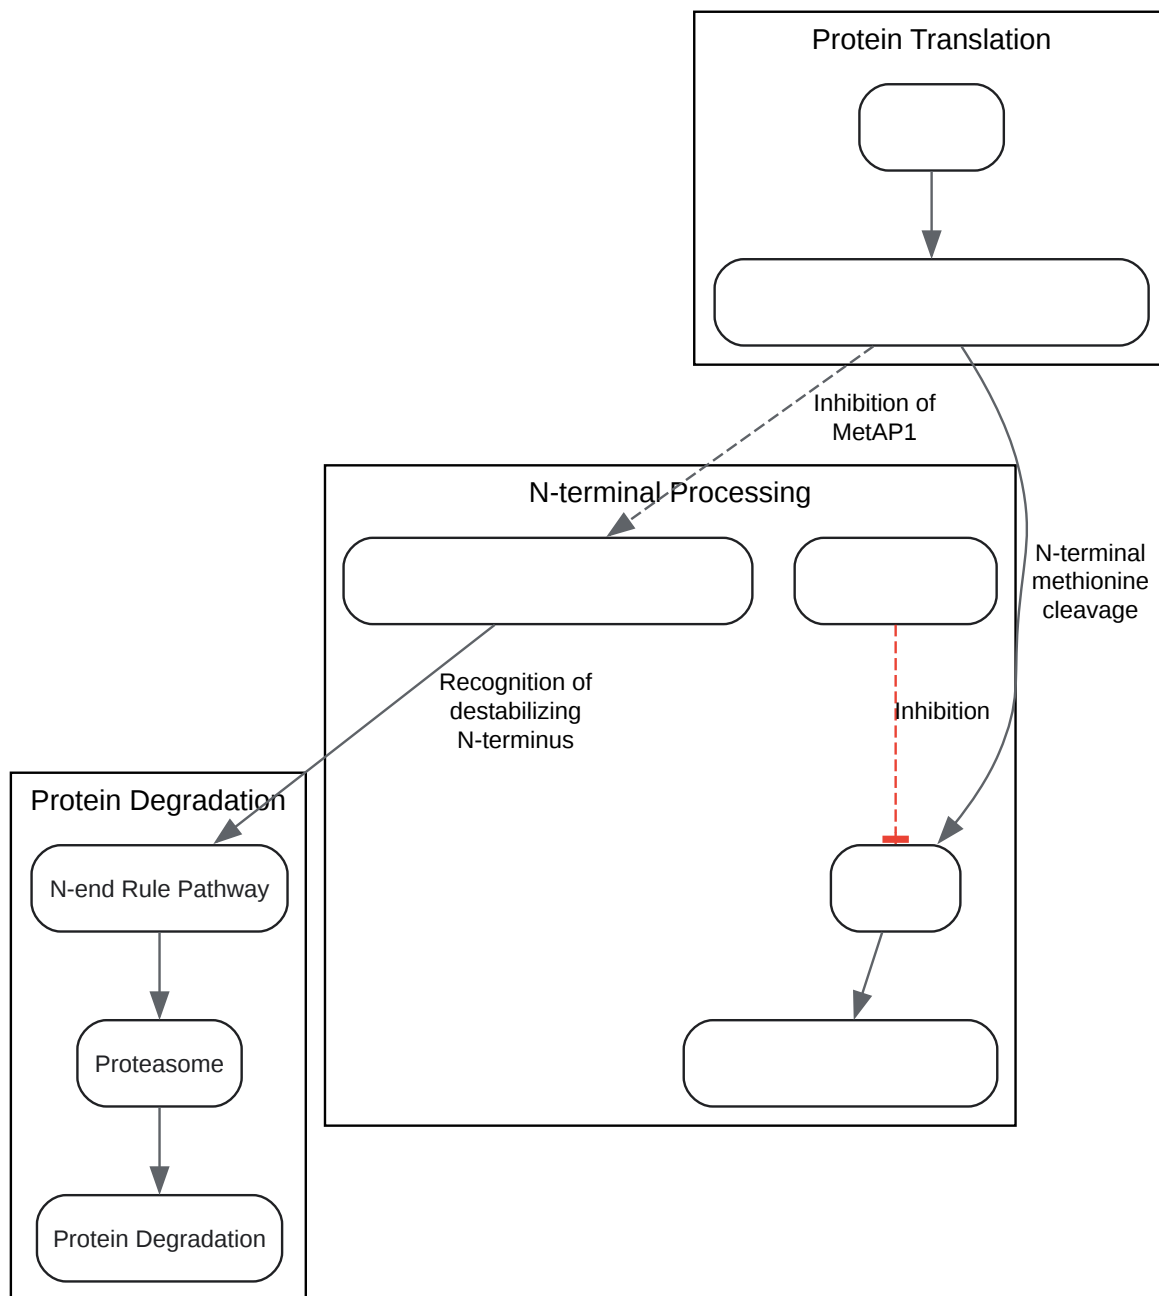 Protein Translation
Inhibition of
MetAP1
N-terminal Processing
N-terminal
methionine
cleavage
Recognition of
destabilizing
N-terminus
Inhibition
Protein Degradation
N-end Rule Pathway
Proteasome
Protein Degradation